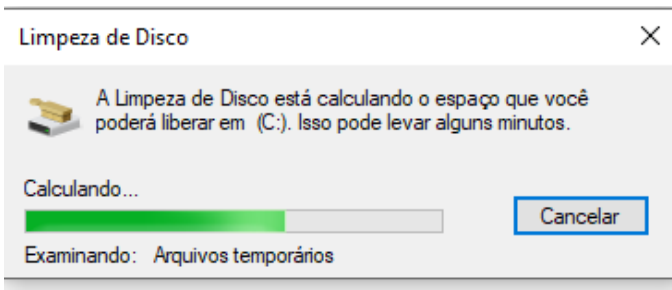 Limpeza de Disco
A Limpeza de Disco está calculando o espaço que você
poderá liberar em  (C:). Isso pode levar alguns minutos.
Calculando...
Cancelar
Examinando:   Arquivos temporários